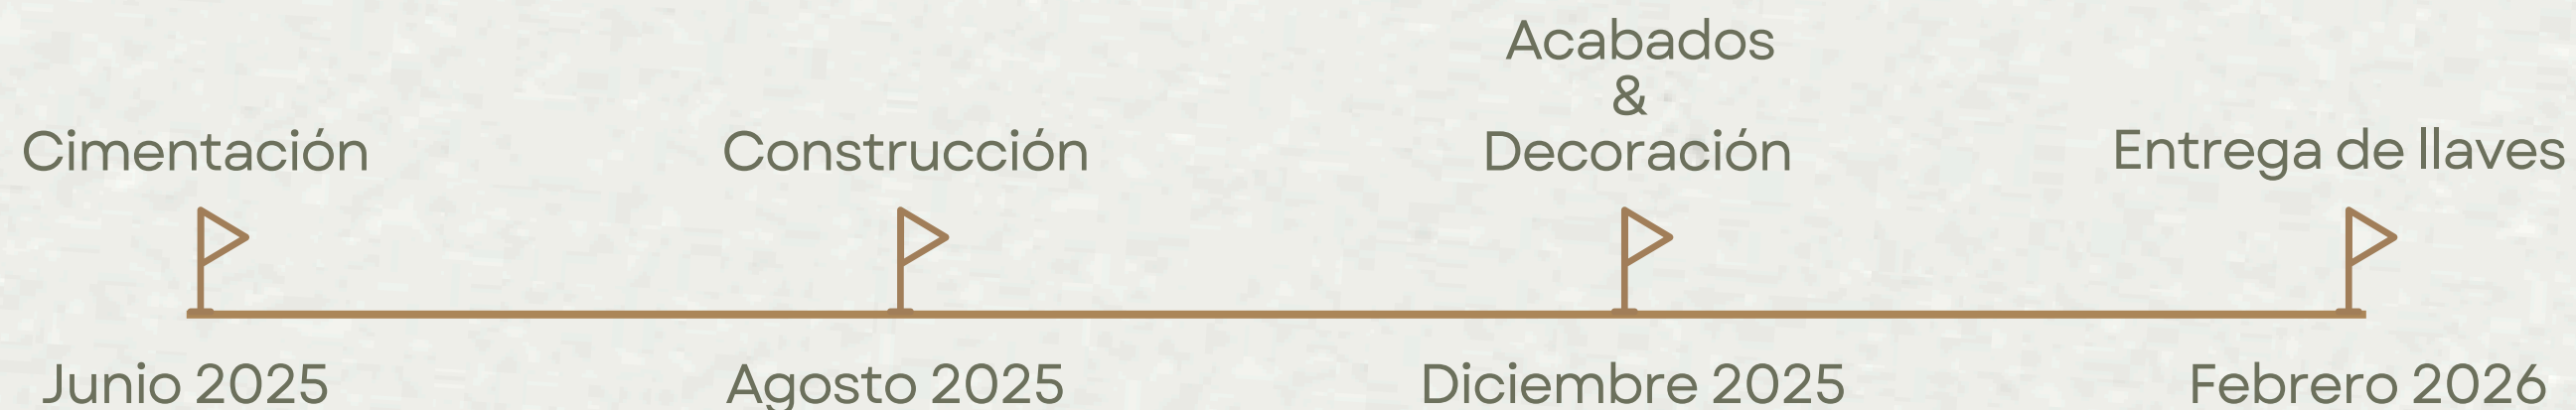 Cimentación
Junio 2025
Construcción
Agosto 2025
Acabados
&
Decoración
Diciembre 2025
Entrega de llaves
Febrero 2026